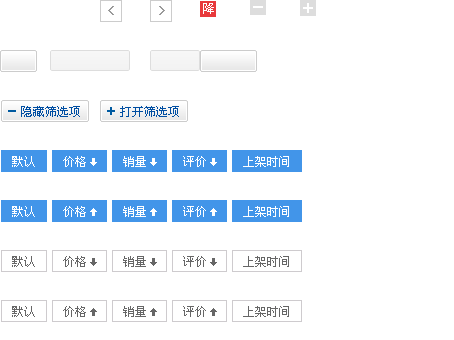 降
隐藏筛选项 打开筛选项
默认 价格 销量 评价 上架时间
默认 价格 销量 评价 上架时间
默认 价格 销量 评价 上架时间
默认 价格 销量 评价 上架时间